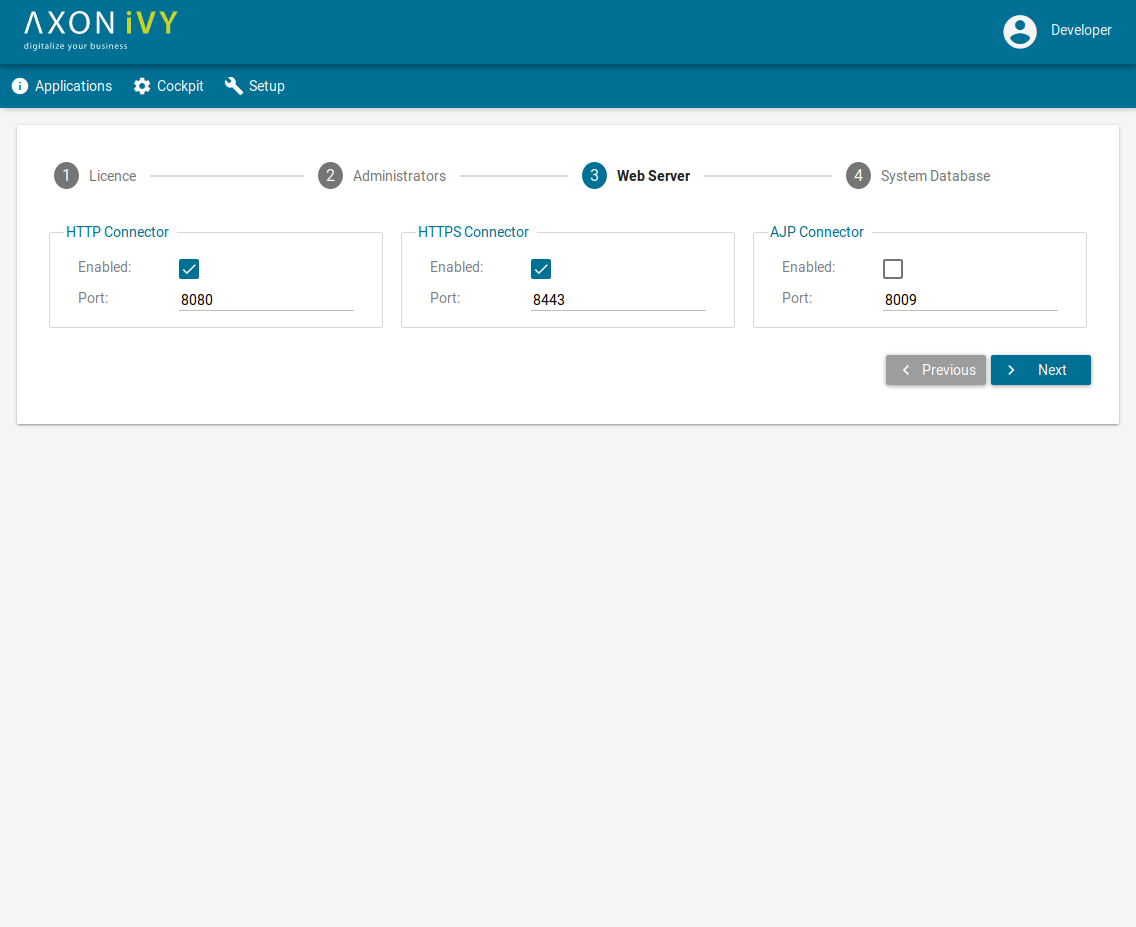 AXON iVY
digitalize your business
Developer
Applications Cockpit Setup
1 Licence 2 Administrators 3 Web Server 4 System Database
HTTP Connector HTTPS Connector AJP Connector
Enabled: Enabled: Enabled:
Port: 8080 Port: 8443 Port: 8009
Previous Next